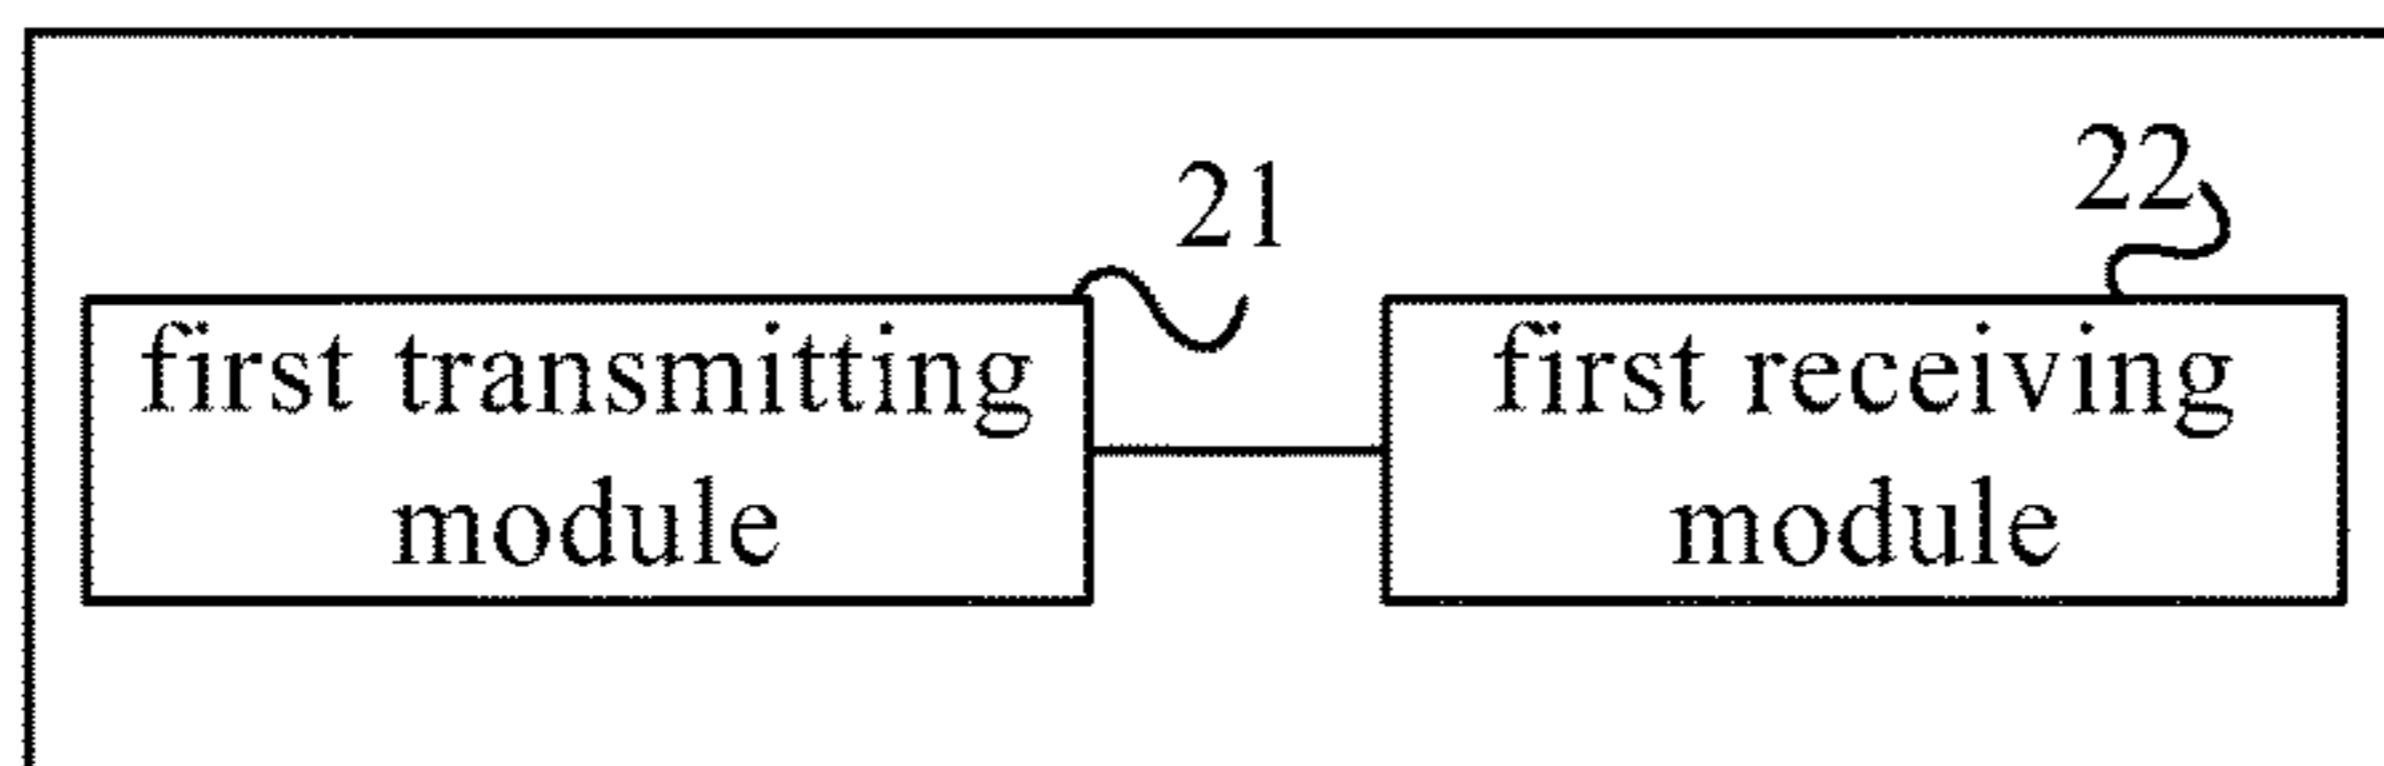 21
22
first transmitting
module
first receiving
module